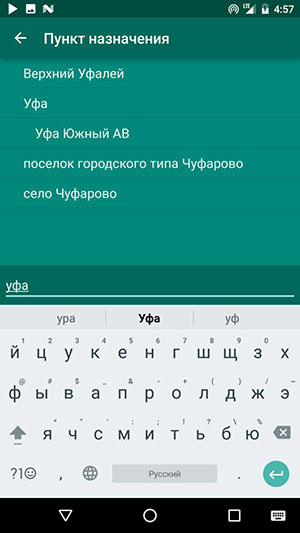 LTE 4:57
Пункт назначения
Верхний Уфалей
Уфа
Уфа Южный АВ
поселок городского типа Чуфарово
село Чуфарово
уфа
ура Уфа уф
1 2 3 4 5 6 7 8 9 0
й ц у к е н г ш щ з х
@ # $ _ & - + ( ) /
ф ы в а п р о л д ж э
* " ' : ; ! ?
я ч с м и т ь б ю
?1☺ , Русский .